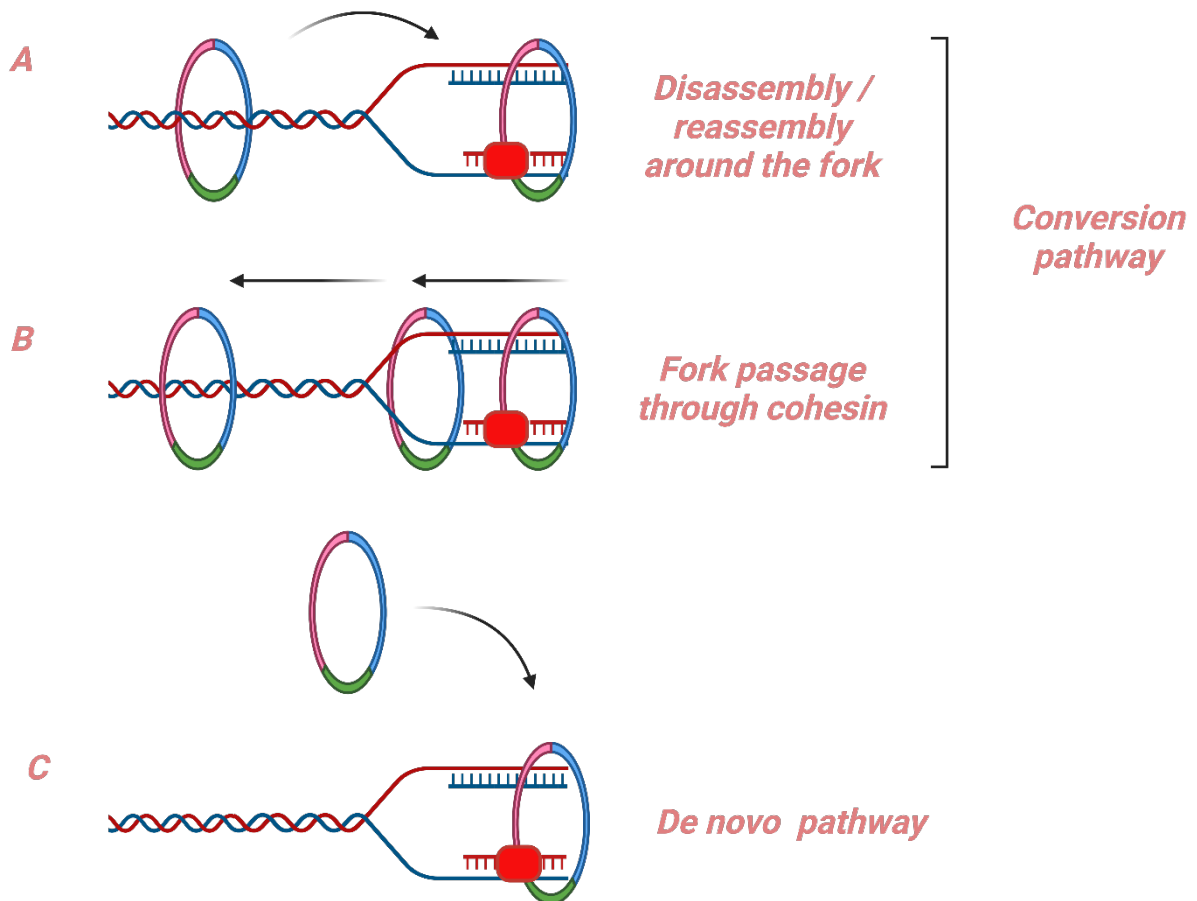 A
Disassembly /
reassembly
around the fork
Conversion
pathway
B
Fork passage
through cohesin
C
De novo pathway